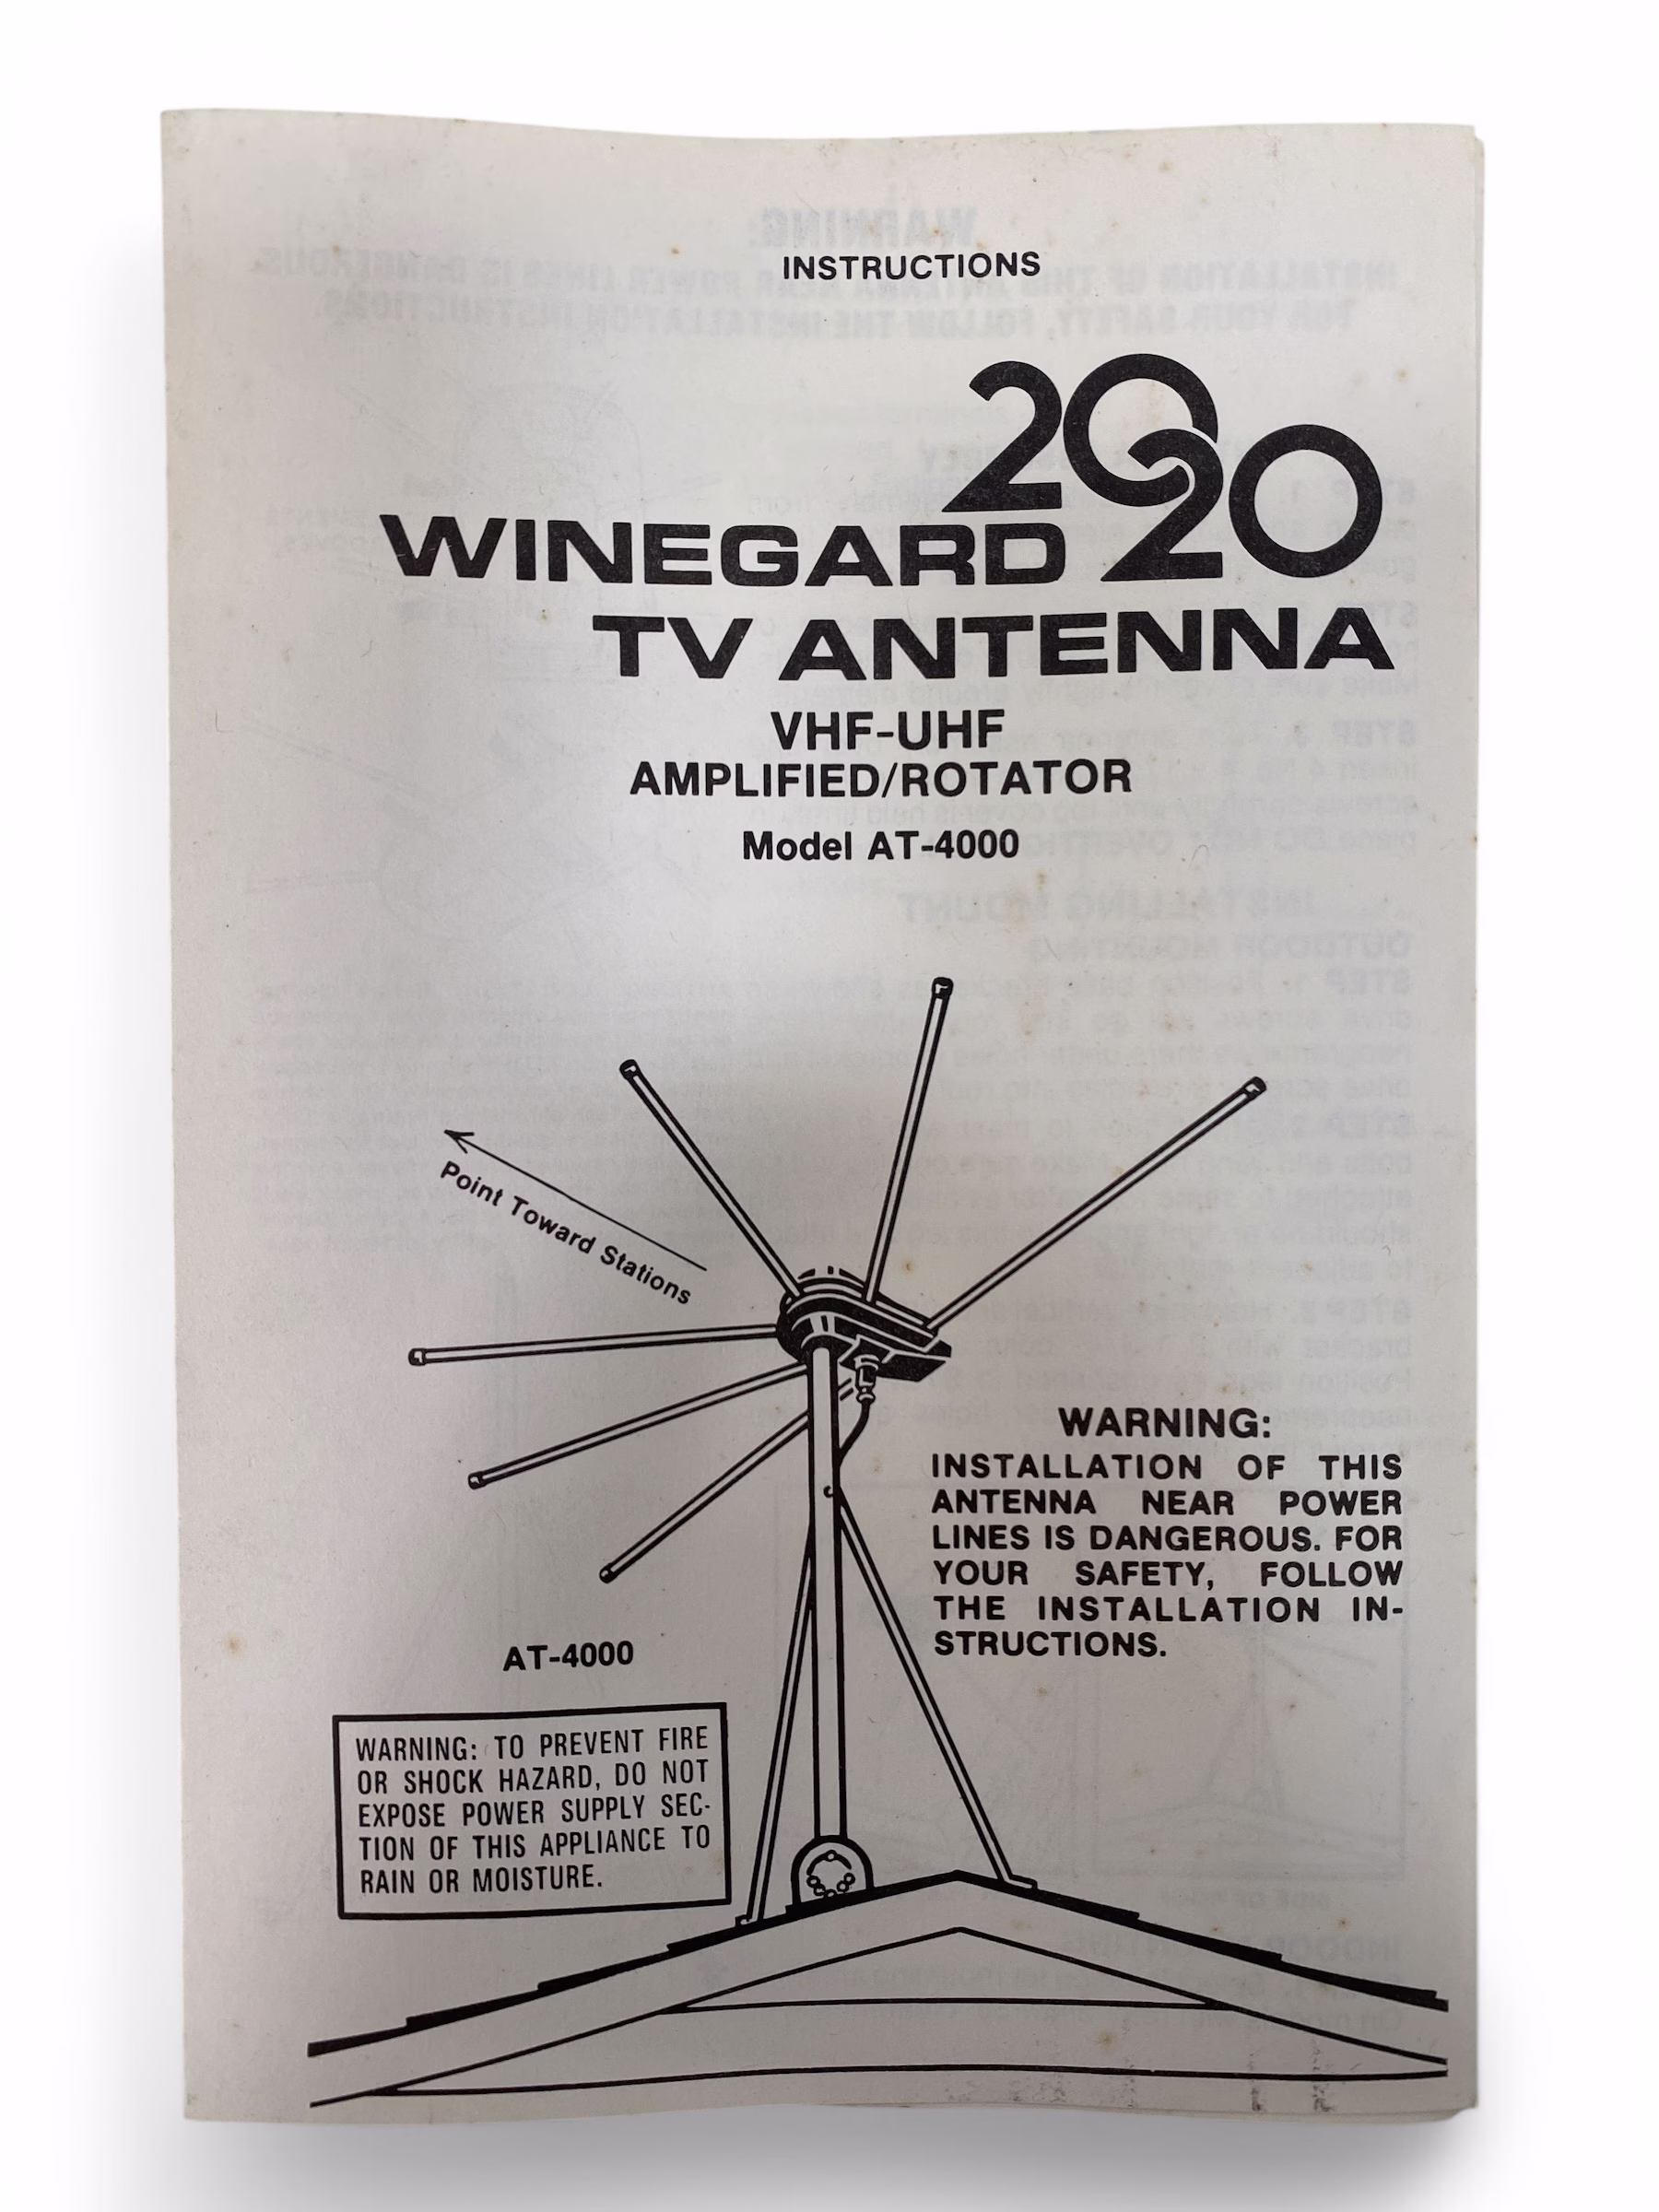 INSTRUCTIONS
2020
WINEGARD
TV ANTENNA
VHF-UHF
AMPLIFIED/ROTATOR
Model AT-4000
Point Toward Stations
WARNING:
INSTALLATION OF THIS
ANTENNA NEAR POWER
LINES IS DANGEROUS. FOR
YOUR SAFETY, FOLLOW
THE INSTALLATION IN-
STRUCTIONS.
AT-4000
WARNING: TO PREVENT FIRE
OR SHOCK HAZARD, DO NOT
EXPOSE POWER SUPPLY SEC-
TION OF THIS APPLIANCE TO
RAIN OR MOISTURE.